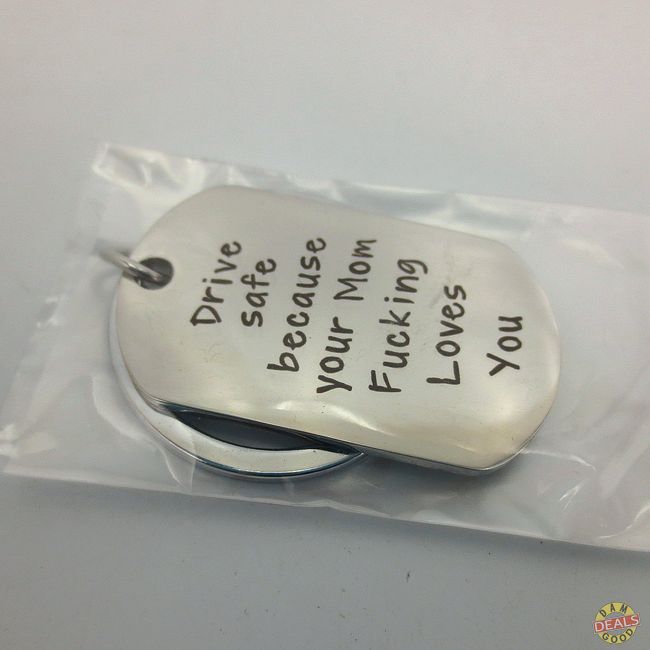 Drive
safe
because
your Mom
Fucking
Loves
You
DAM
DEALS
GOOD